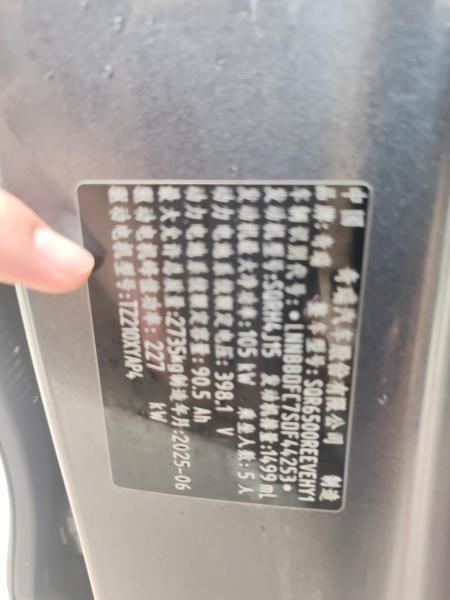 中国 奇瑞汽车股份有限公司 制造
品牌:奇瑞 整车型号:SQR6500REEVEHY1
车辆识别代号:*LNNBBDFC7SDF44253*
发动机型号:SQRH4J15 发动机排量:1499 mL
发动机最大净功率:105 kW 乘坐人数:5 人
动力电池系统额定电压:398.1 V
动力电池系统额定容量:90.5 Ah
最大允许总质量:2735kg 制造年月:2025-06
驱动电机峰值功率: 227 kW
驱动电机型号:TZ210XYAP4